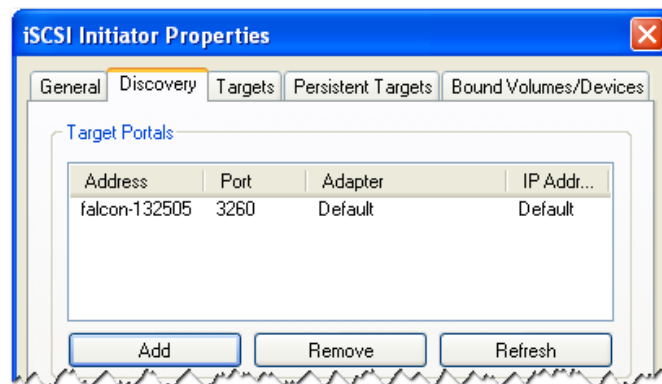 iSCSI Initiator Properties
General Discovery Targets Persistent Targets Bound Volumes/Devices
Target Portals
Address Port Adapter IP Addr...
falcon-132505 3260 Default Default
Add Remove Refresh